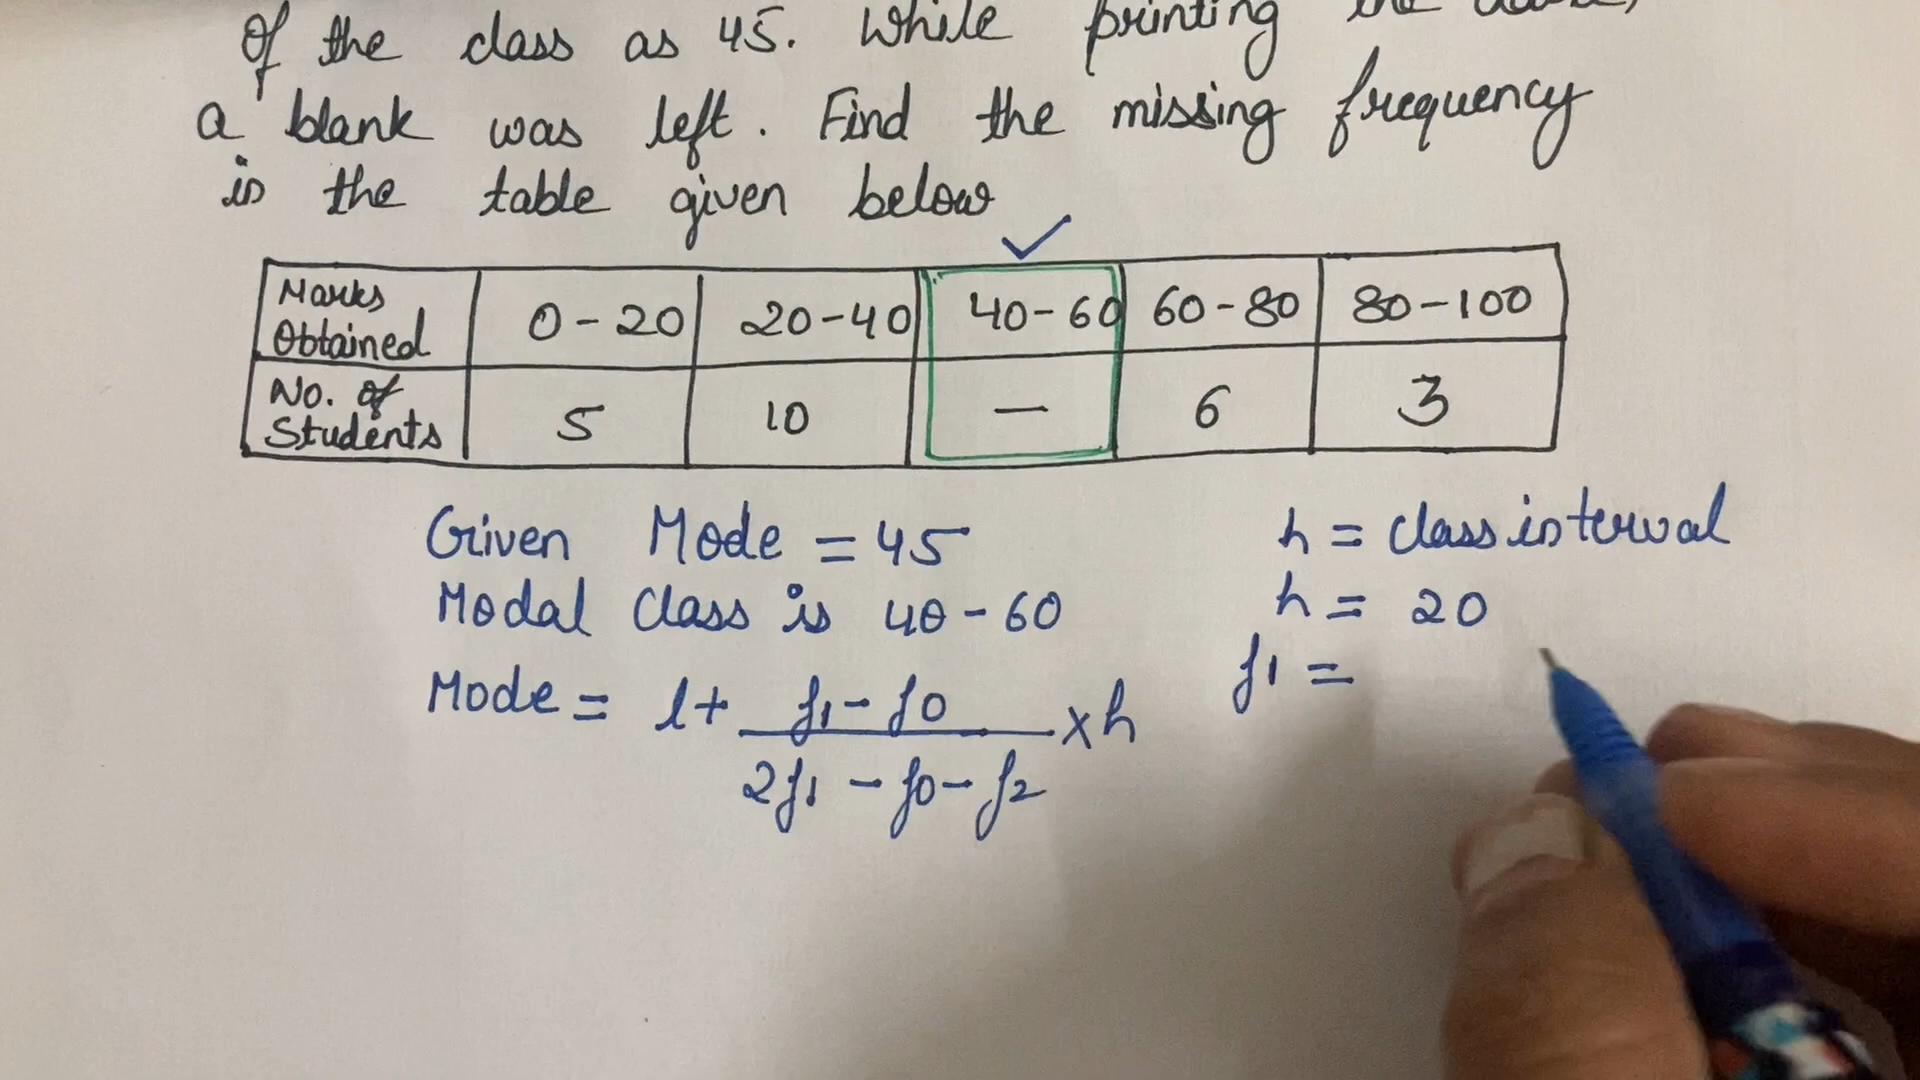 of the class as 45. While printing the
a blank was left. Find the missing frequency
is the table given below
Marks Obtained 0-20 20-40 40-60 60-80 80-100
No. of Students 5 10 — 6 3
Given Mode = 45
Modal Class is 40-60
Mode = l + f1 - f0 / 2f1 - f0 - f2 × h
h = class interval
h = 20
f1 =